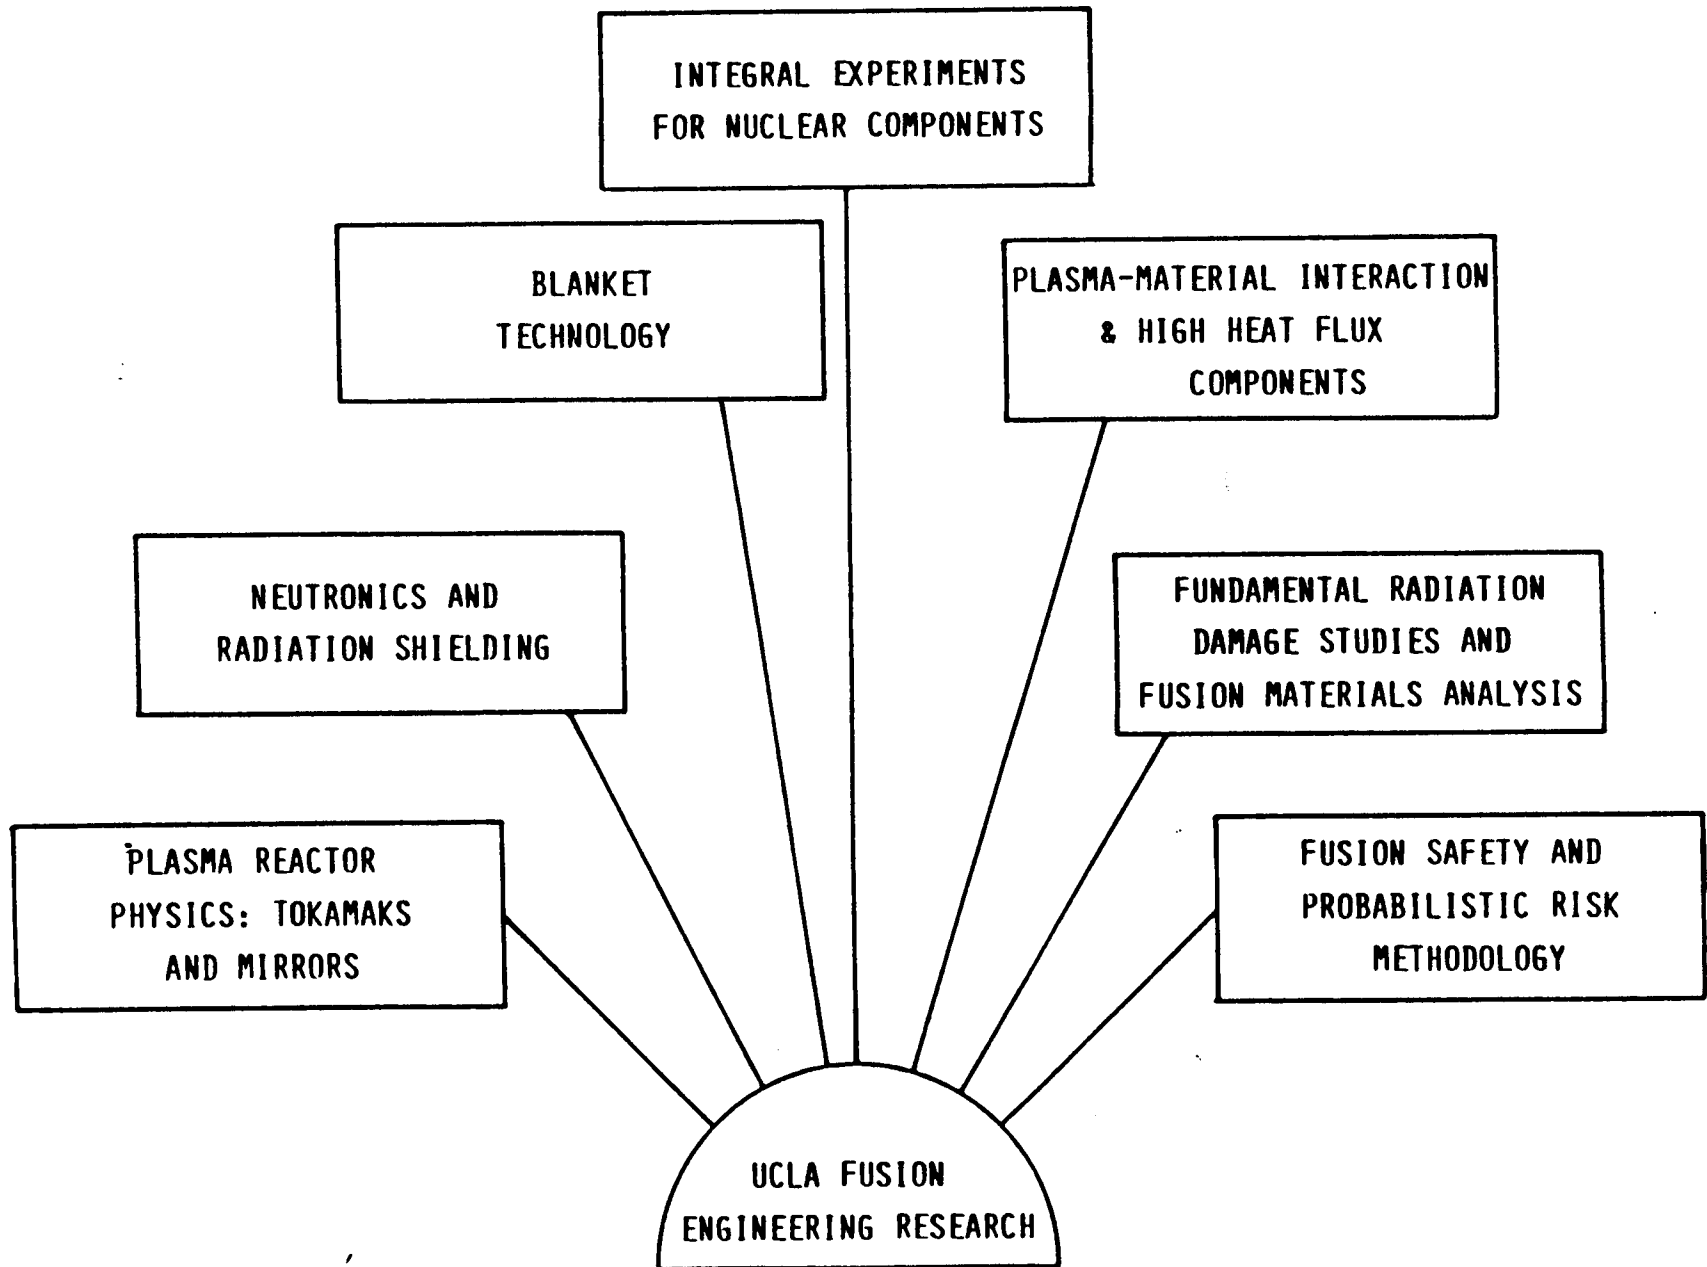 INTEGRAL EXPERIMENTS
FOR NUCLEAR COMPONENTS
BLANKET
TECHNOLOGY
PLASMA-MATERIAL INTERACTION
& HIGH HEAT FLUX
COMPONENTS
NEUTRONICS AND
RADIATION SHIELDING
FUNDAMENTAL RADIATION
DAMAGE STUDIES AND
FUSION MATERIALS ANALYSIS
PLASMA REACTOR
PHYSICS: TOKAMAKS
AND MIRRORS
FUSION SAFETY AND
PROBABILISTIC RISK
METHODOLOGY
UCLA FUSION
ENGINEERING RESEARCH